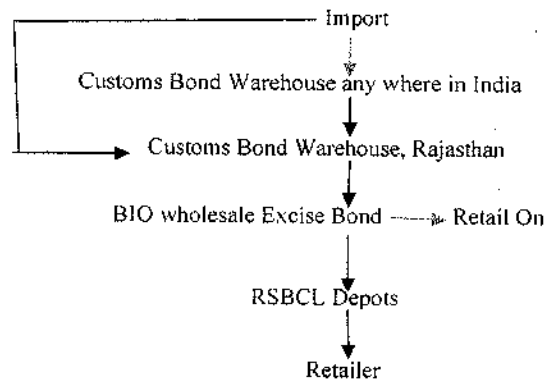 Import
Customs Bond Warehouse any where in India
Customs Bond Warehouse, Rajasthan
BIO wholesale Excise Bond Retail On
RSBCL Depots
Retailer